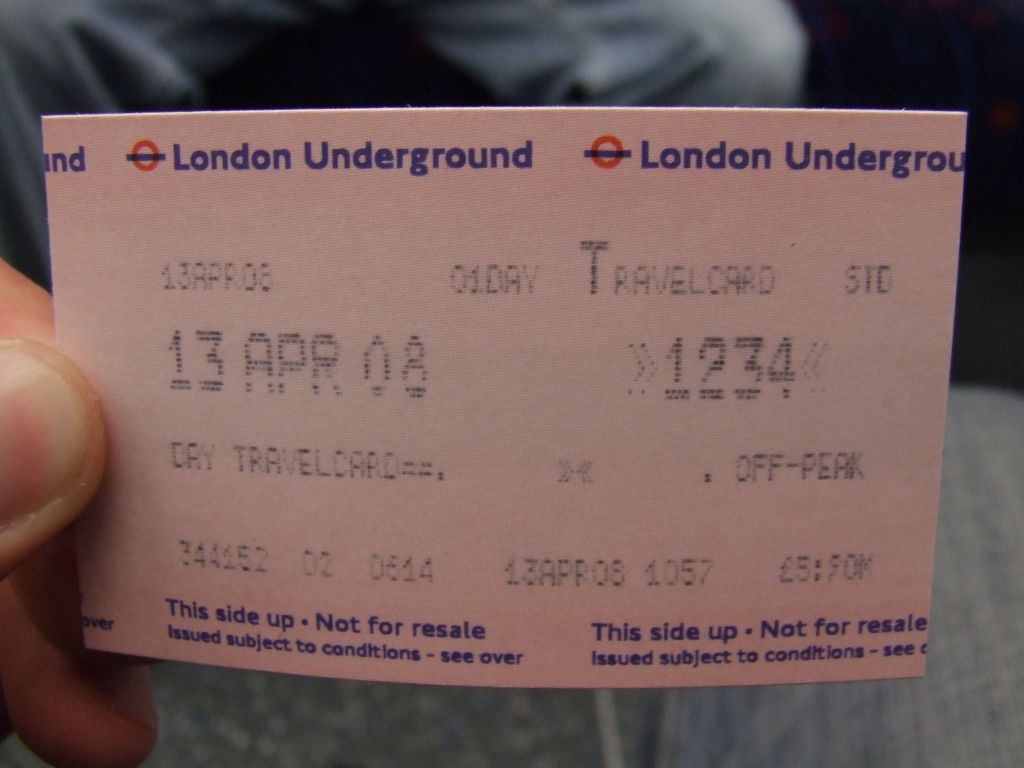 und London Underground London Undergrou
13APR08 01DAY TRAVELCARD STD
13 APR 08 »1234«
DAY TRAVELCARD==. »« . OFF-PEAK
344152 02 0614 13APR08 1057 £5:90M
over This side up • Not for resale This side up • Not for resale
Issued subject to conditions - see over Issued subject to conditions - see o